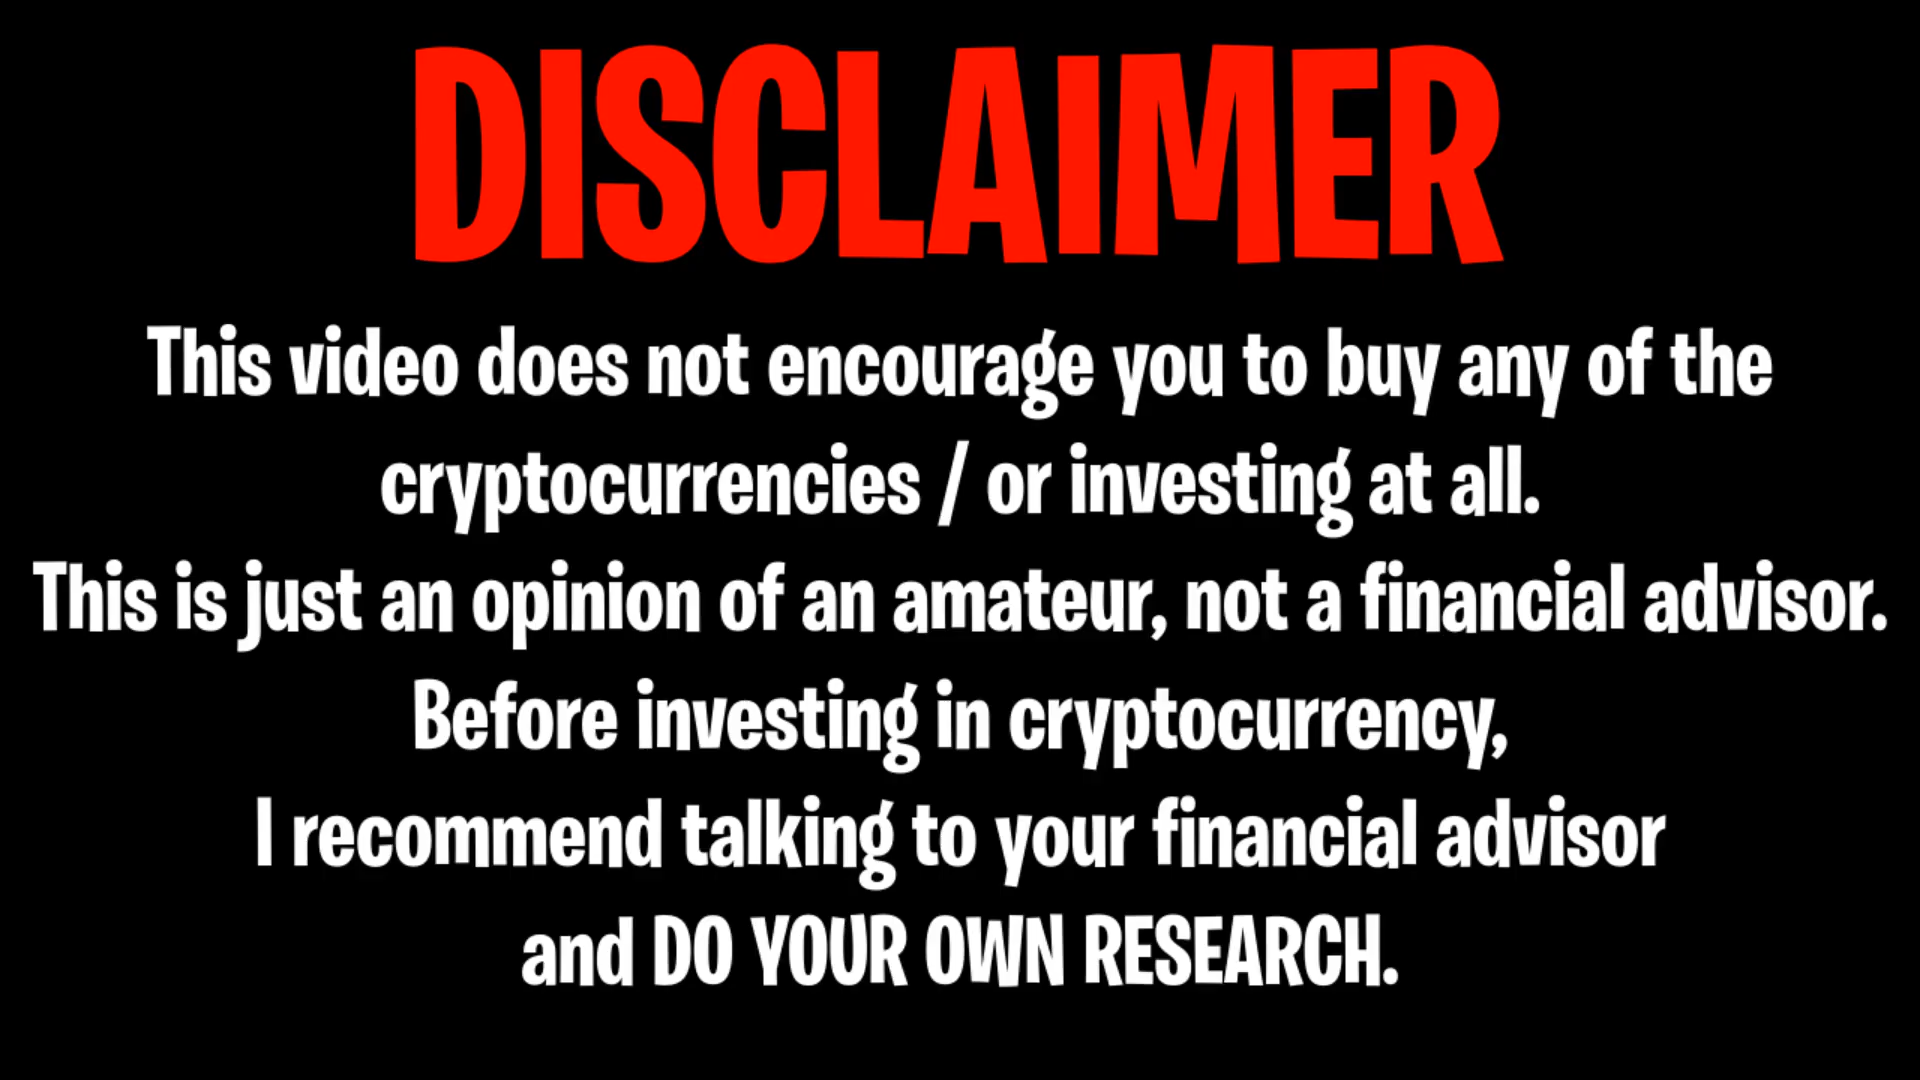 DISCLAIMER
This video does not encourage you to buy any of the
cryptocurrencies / or investing at all.
This is just an opinion of an amateur, not a financial advisor.
Before investing in cryptocurrency,
I recommend talking to your financial advisor
and DO YOUR OWN RESEARCH.